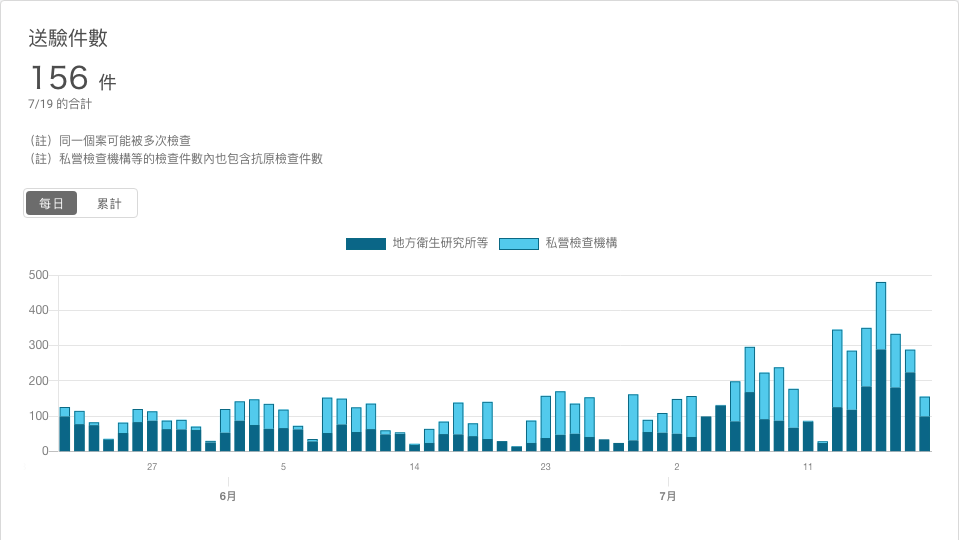 送驗件數
156 件
7/19 的合計
（註）同一個案可能被多次檢查
（註）私營檢查機構等的檢查件數內也包含抗原檢查件數
每日 累計
地方衛生研究所等 私營檢查機構
500
400
300
200
100
0
27 5 14 23 2 11
6月 7月